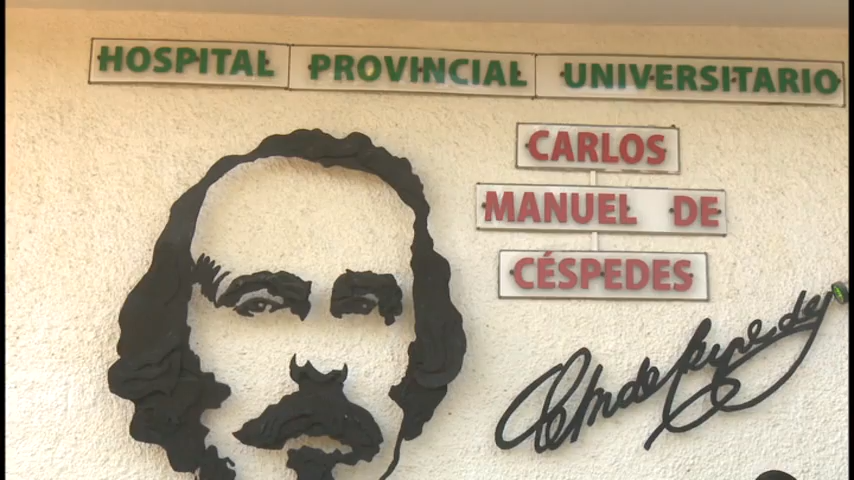 HOSPITAL PROVINCIAL UNIVERSITARIO
CARLOS
MANUEL DE
CÉSPEDES